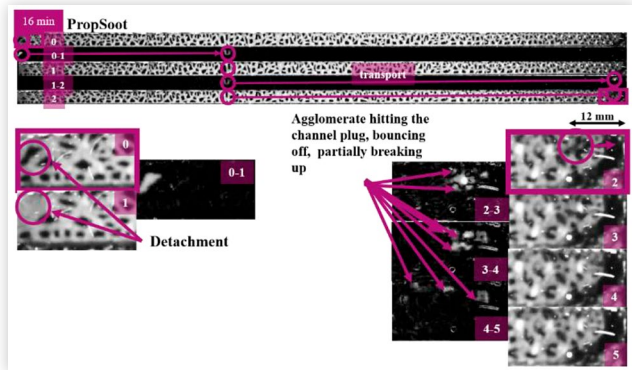 16 min
PropSoot
0
0-1
1
transport
1-2
2
Agglomerate hitting the
channel plug, bouncing
off, partially breaking
up
12 mm
0
0-1
1
Detachment
2
2-3
3
3-4
4
4-5
5